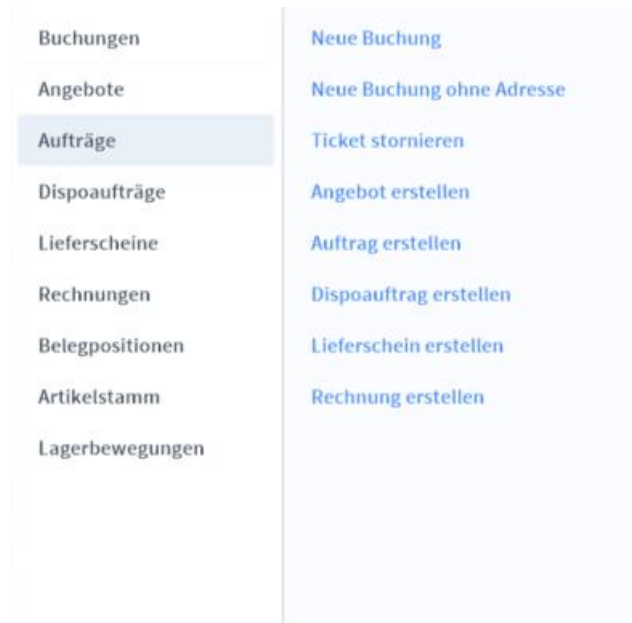 Buchungen
Angebote
Aufträge
Dispoaufträge
Lieferscheine
Rechnungen
Belegpositionen
Artikelstamm
Lagerbewegungen
Neue Buchung
Neue Buchung ohne Adresse
Ticket stornieren
Angebot erstellen
Auftrag erstellen
Dispoauftrag erstellen
Lieferschein erstellen
Rechnung erstellen